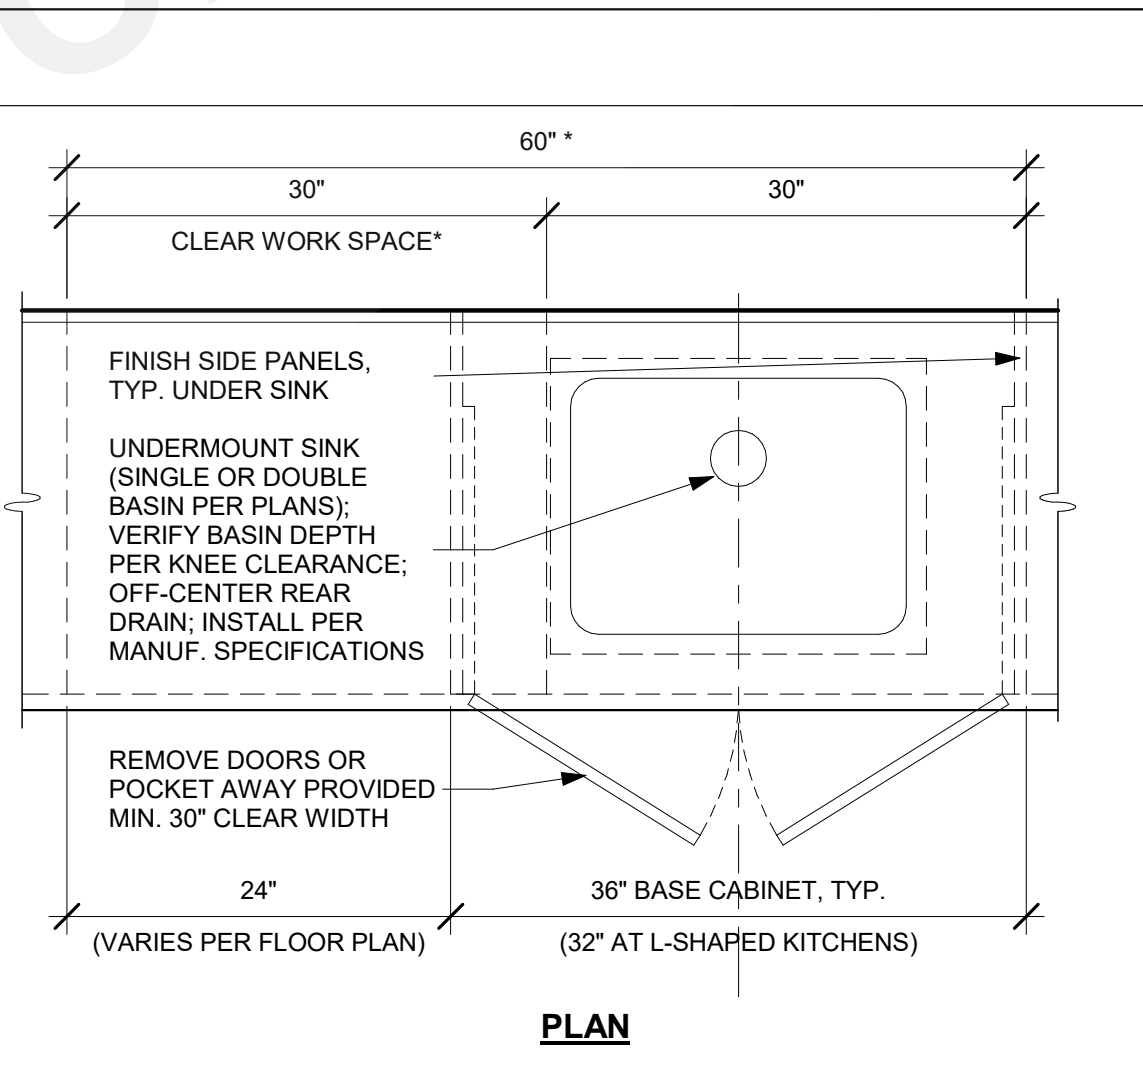 60" *
30"
30"
CLEAR WORK SPACE*
FINISH SIDE PANELS,
TYP. UNDER SINK
UNDERMOUNT SINK
(SINGLE OR DOUBLE
BASIN PER PLANS);
VERIFY BASIN DEPTH
PER KNEE CLEARANCE;
OFF-CENTER REAR
DRAIN; INSTALL PER
MANUF. SPECIFICATIONS
REMOVE DOORS OR
POCKET AWAY PROVIDED
MIN. 30" CLEAR WIDTH
24"
(VARIES PER FLOOR PLAN)
36" BASE CABINET, TYP.
(32" AT L-SHAPED KITCHENS)
PLAN